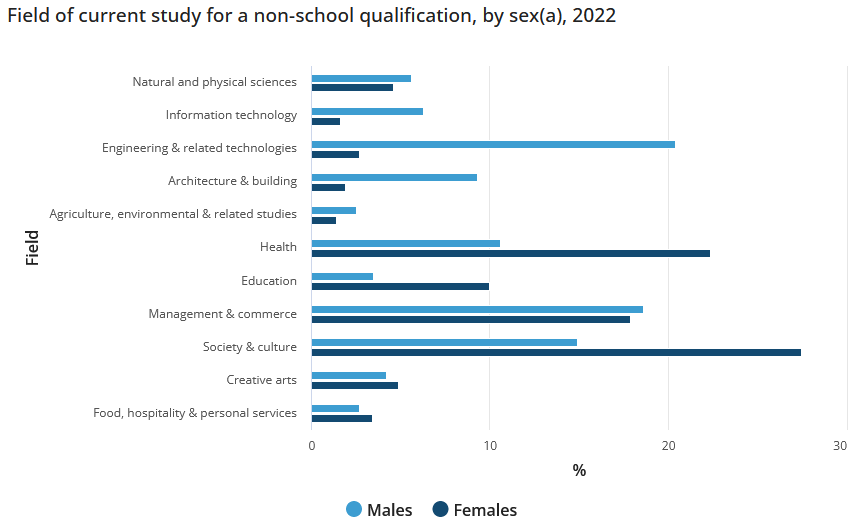 Field of current study for a non-school qualification, by sex(a), 2022
Natural and physical sciences
Information technology
Engineering & related technologies
Architecture & building
Agriculture, environmental & related studies
Health
Education
Management & commerce
Society & culture
Creative arts
Food, hospitality & personal services
Field
0 10 20 30
%
Males Females